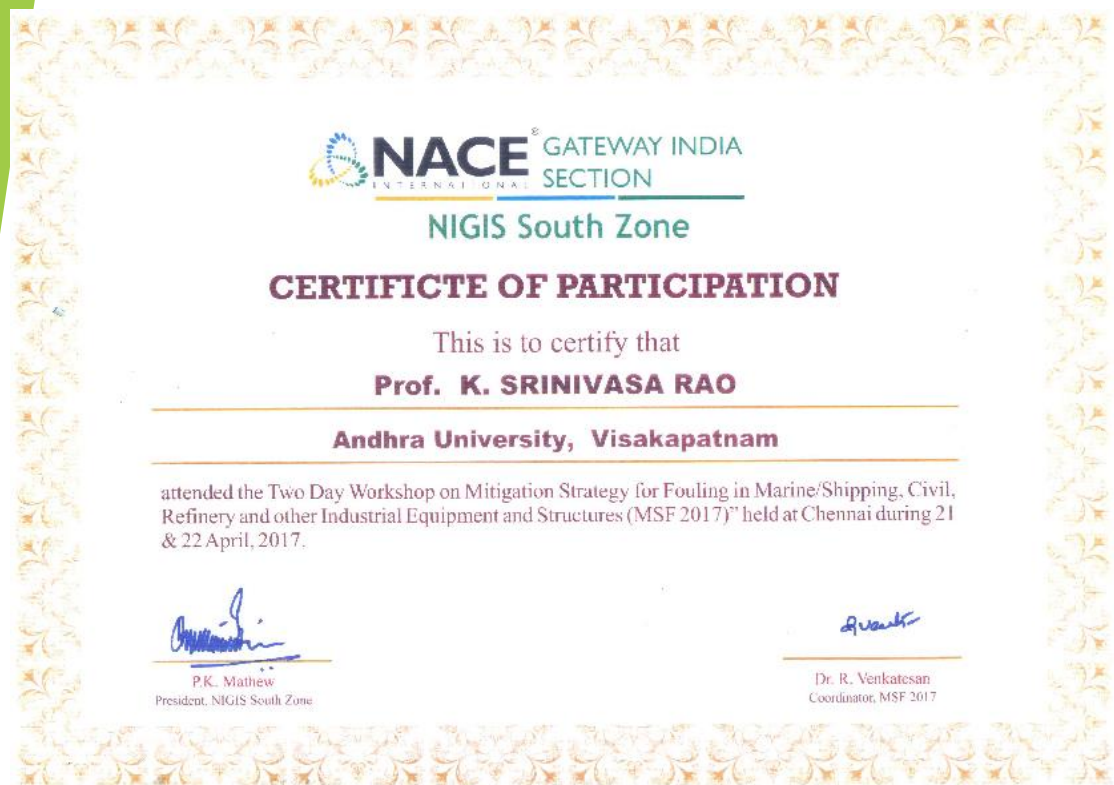 NACE® GATEWAY INDIA
INTERNATIONAL SECTION
NIGIS South Zone
CERTIFICTE OF PARTICIPATION
This is to certify that
Prof. K. SRINIVASA RAO
Andhra University, Visakapatnam
attended the Two Day Workshop on Mitigation Strategy for Fouling in Marine/Shipping, Civil,
Refinery and other Industrial Equipment and Structures (MSF 2017)” held at Chennai during 21
& 22 April, 2017.
P.K. Mathew
President, NIGIS South Zone
Dr. R. Venkatesan
Coordinator, MSF 2017